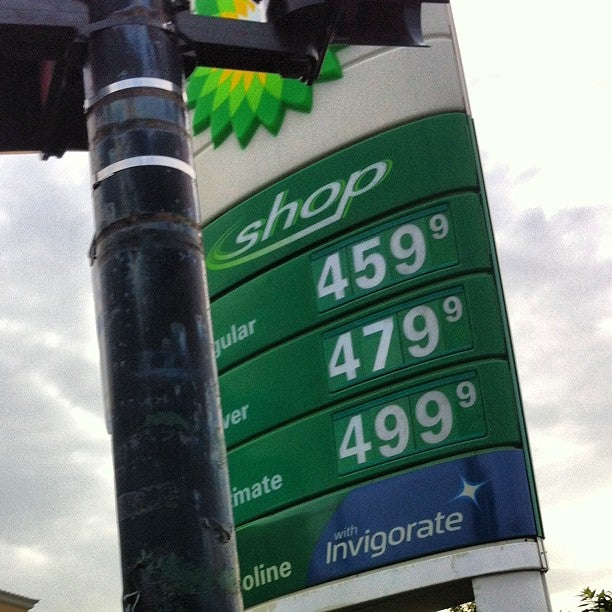 shop
gular 459 9
ver 479 9
imate 499 9
with
oline Invigorate